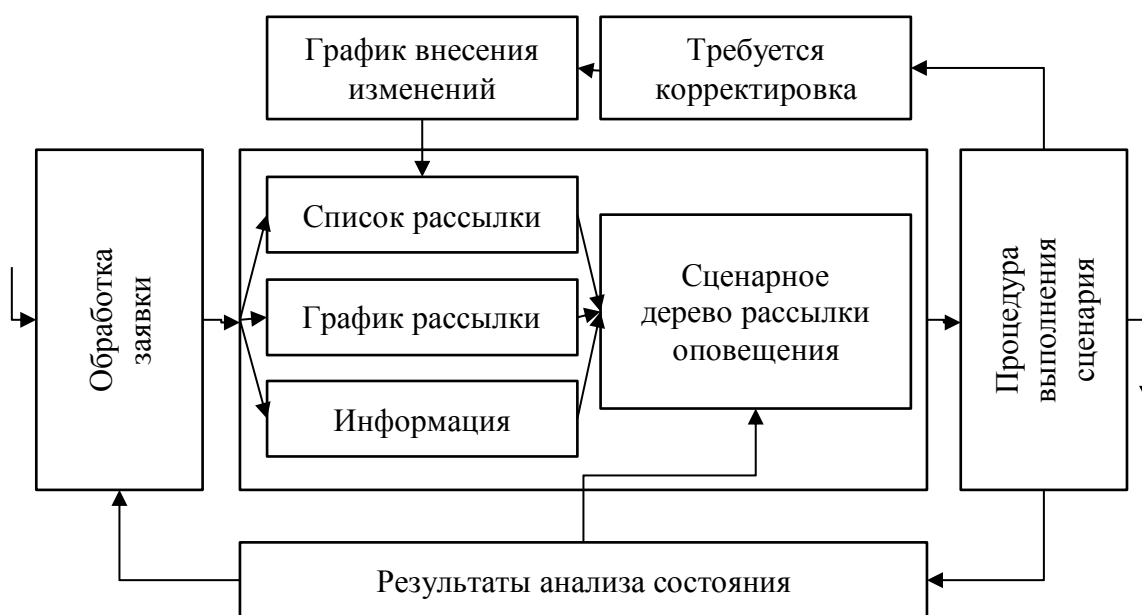 График внесения
изменений
Требуется
корректировка
Обработка
заявки
Список рассылки
График рассылки
Информация
Сценарное
дерево рассылки
оповещения
Процедура
выполнения
сценария
Результаты анализа состояния